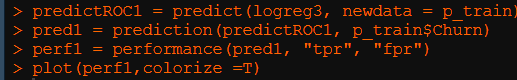 > predictROC1 = predict(logreg3, newdata = p_train)
> pred1 = prediction(predictROC1, p_train$Churn)
> perf1 = performance(pred1, "tpr", "fpr")
> plot(perf1,colorize =T)